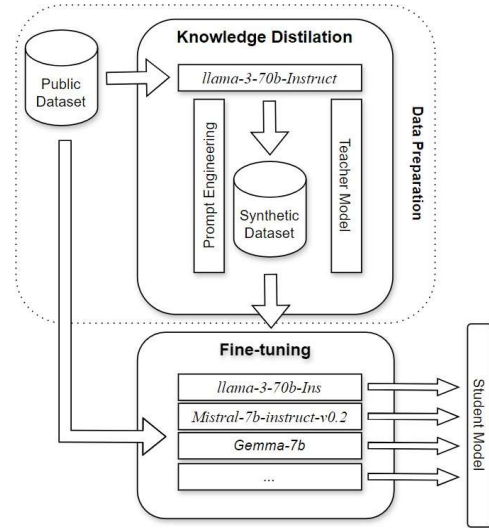 Knowledge Distilation
Public
Dataset
llama-3-70b-Instruct
Prompt Engineering
Synthetic
Dataset
Teacher Model
Data Preparation
Fine-tuning
llama-3-70b-Ins
Mistral-7b-instruct-v0.2
Gemma-7b
...
Student Model